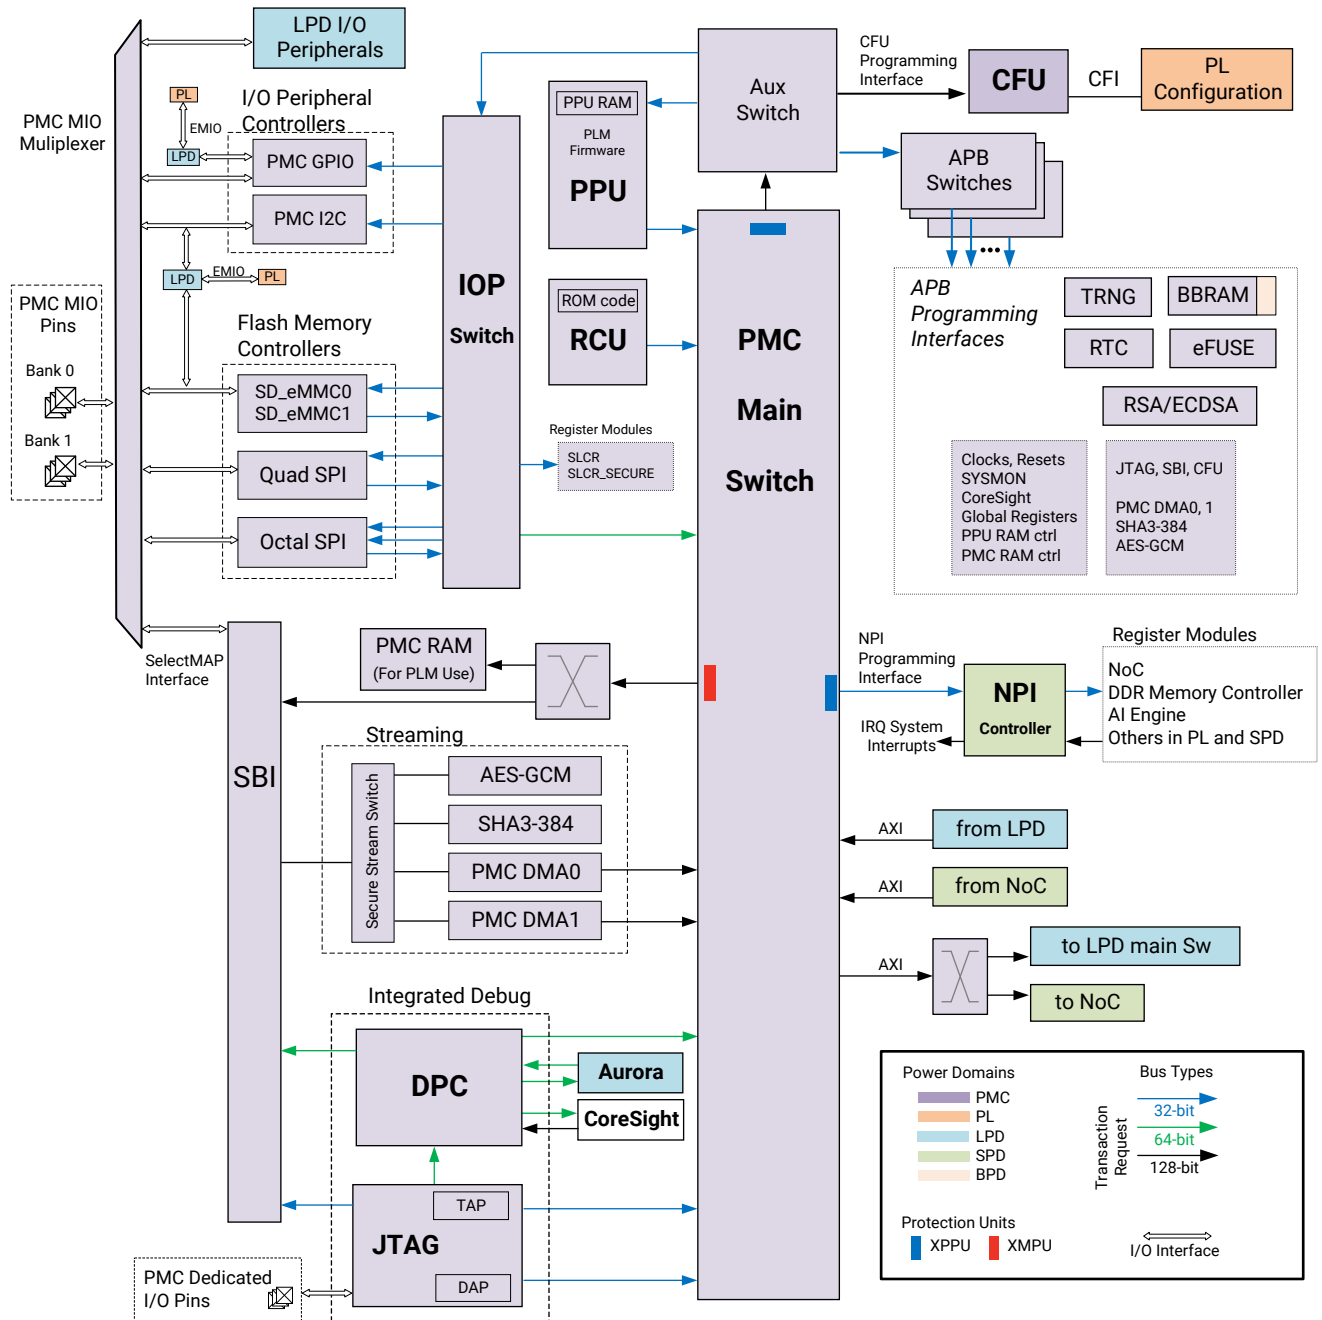 LPD I/O
Peripherals
PMC MIO
Muliplexer
PL
EMIO
LPD
I/O Peripheral
Controllers
PMC GPIO
PMC I2C
LPD
EMIO
PL
PMC MIO
Pins
Bank 0
Bank 1
Flash Memory
Controllers
SD_eMMC0
SD_eMMC1
Quad SPI
Octal SPI
IOP
Switch
PPU RAM
PLM
Firmware
PPU
ROM code
RCU
Register Modules
SLCR
SLCR_SECURE
Aux
Switch
CFU
Programming
Interface
CFU
CFI
PL
Configuration
APB
Switches
...
PMC
Main
Switch
APB
Programming
Interfaces
TRNG
BBRAM
RTC
eFUSE
RSA/ECDSA
Clocks, Resets
SYSMON
CoreSight
Global Registers
PPU RAM ctrl
PMC RAM ctrl
JTAG, SBI, CFU
PMC DMA0, 1
SHA3-384
AES-GCM
SelectMAP
Interface
SBI
PMC RAM
(For PLM Use)
Streaming
Secure Stream Switch
AES-GCM
SHA3-384
PMC DMA0
PMC DMA1
NPI
Programming
Interface
IRQ System
Interrupts
NPI
Controller
Register Modules
NoC
DDR Memory Controller
AI Engine
Others in PL and SPD
AXI
from LPD
AXI
from NoC
AXI
to LPD main Sw
to NoC
Integrated Debug
DPC
Aurora
CoreSight
JTAG
TAP
DAP
PMC Dedicated
I/O Pins
Power Domains
PMC
PL
LPD
SPD
BPD
Bus Types
Transaction
Request
32-bit
64-bit
128-bit
Protection Units
XPPU
XMPU
I/O Interface